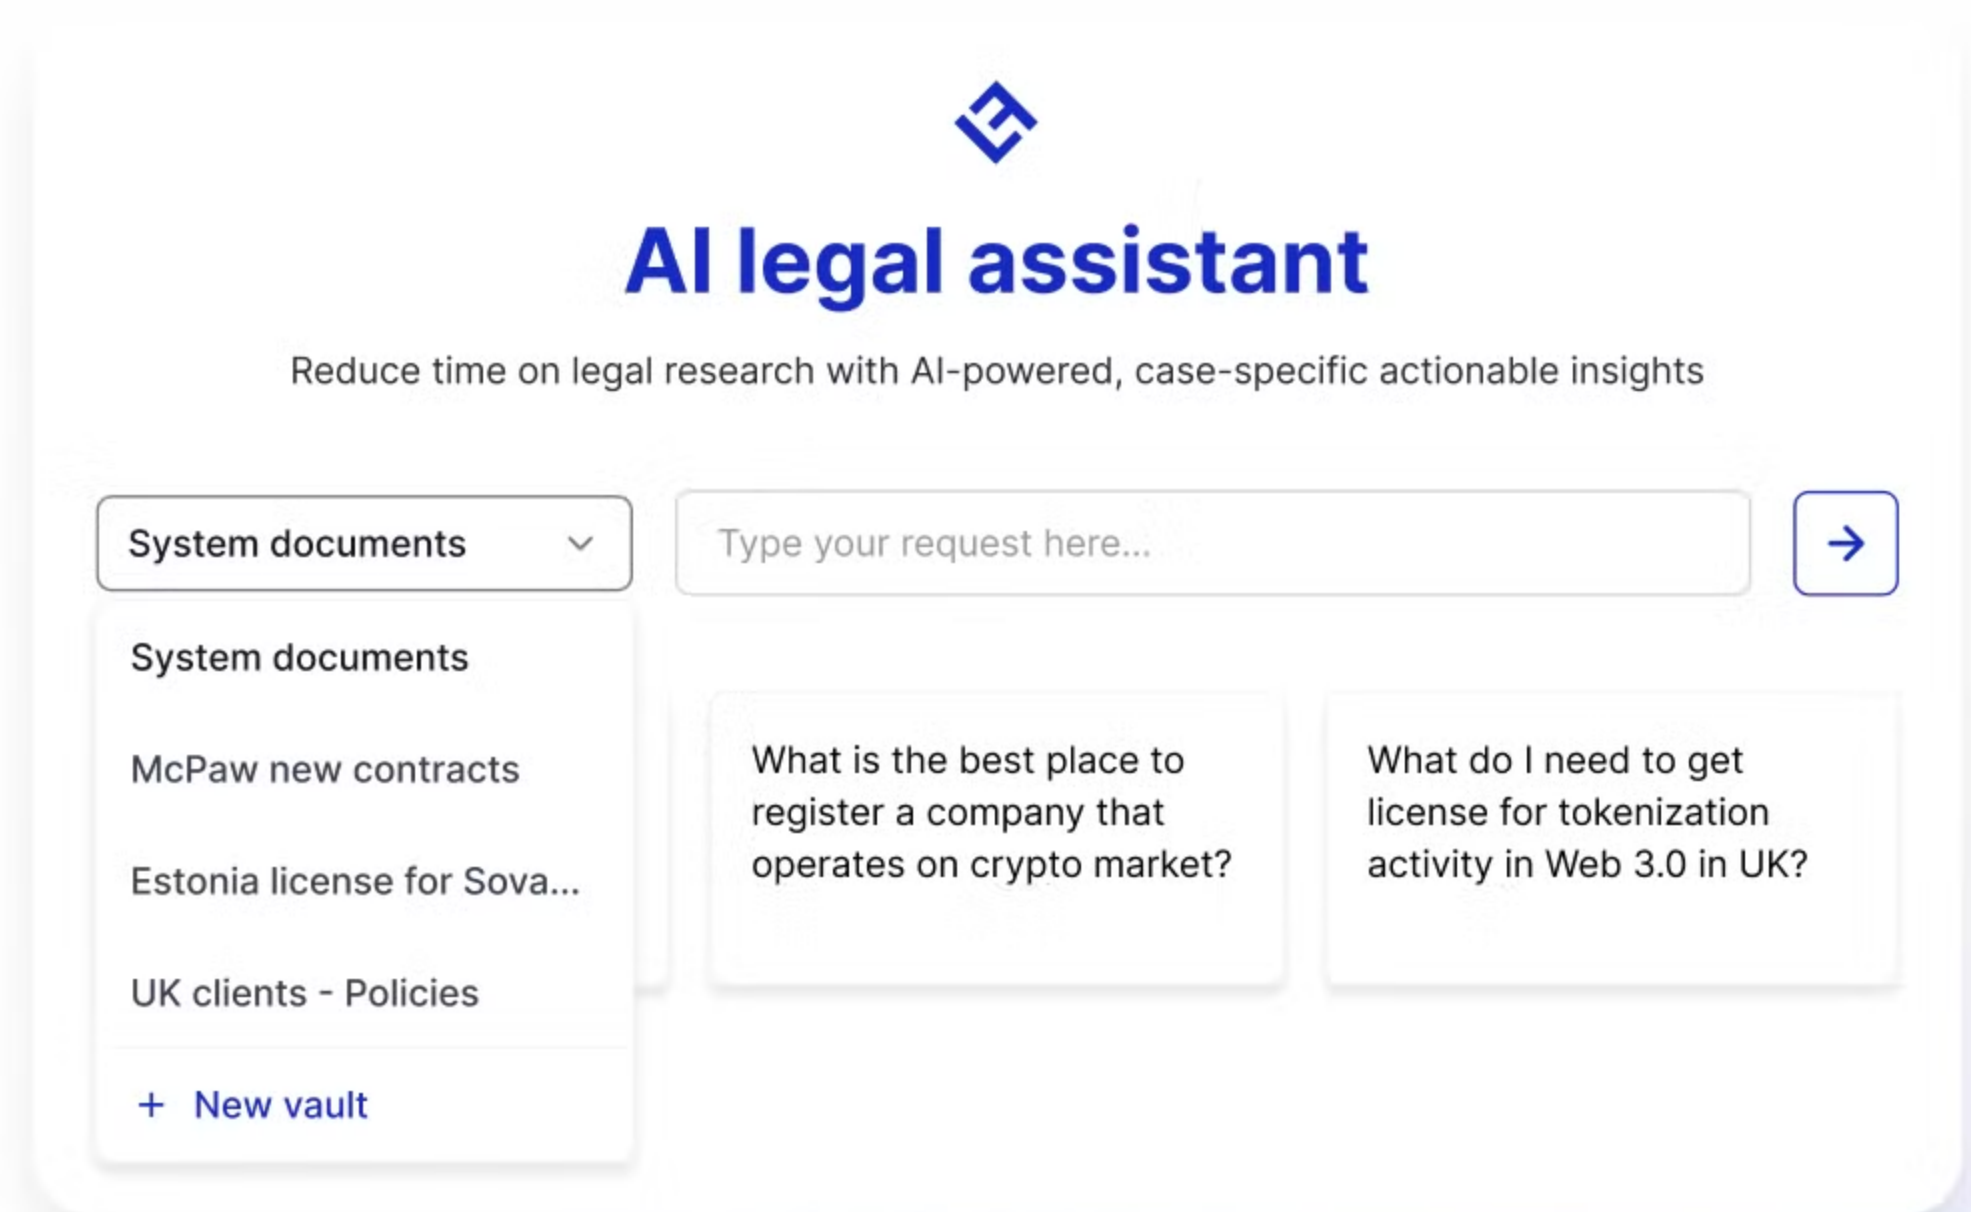 AI legal assistant
Reduce time on legal research with AI-powered, case-specific actionable insights
System documents
Type your request here...
System documents
McPaw new contracts
Estonia license for Sova...
UK clients - Policies
+ New vault
What is the best place to
register a company that
operates on crypto market?
What do I need to get
license for tokenization
activity in Web 3.0 in UK?